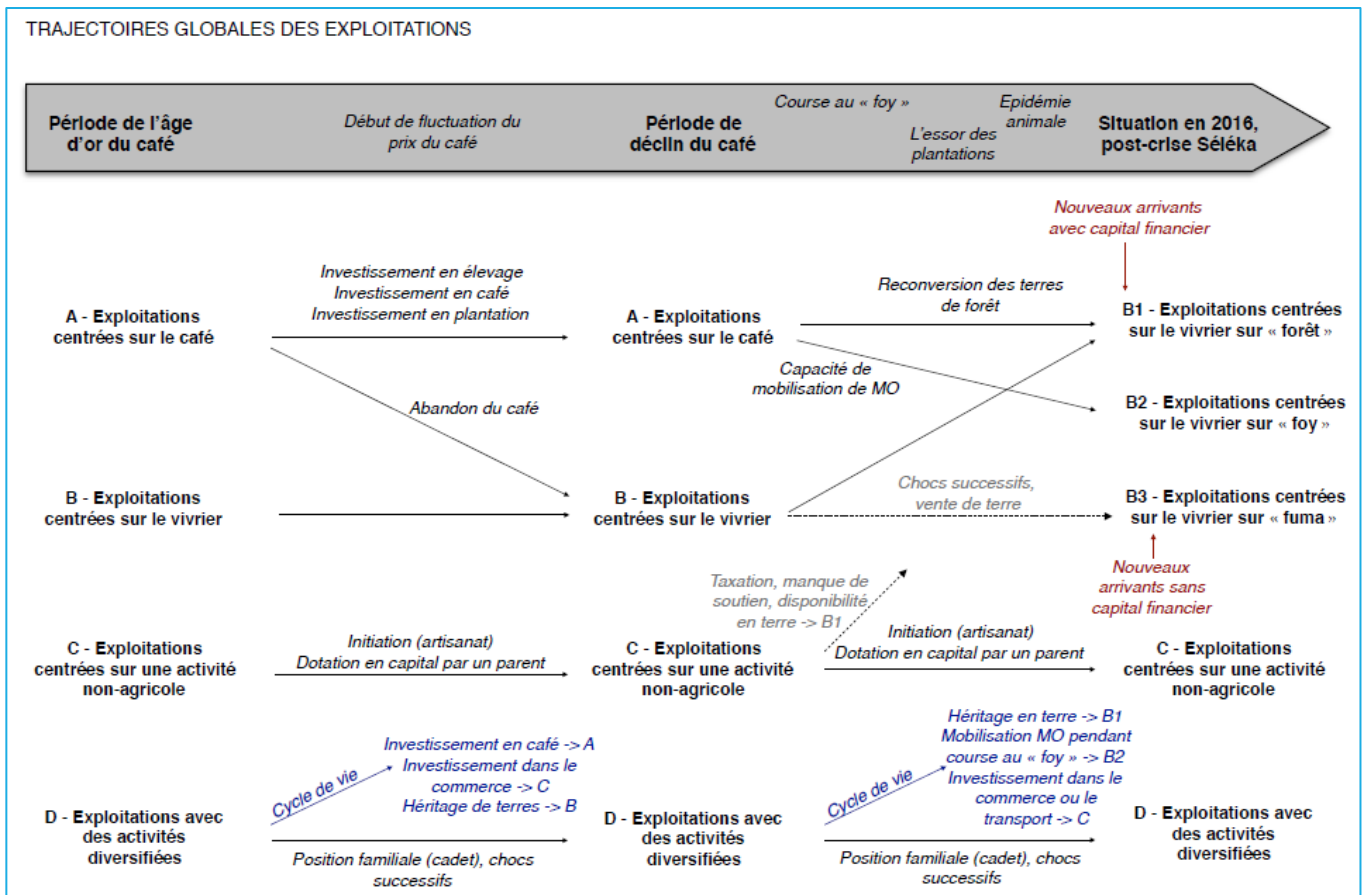 TRAJECTOIRES GLOBALES DES EXPLOITATIONS
Période de l'âge
d'or du café
Début de fluctuation du
prix du café
Période de
déclin du café
Course au « foy »
L'essor des
plantations
Epidémie
animale
Situation en 2016,
post-crise Séléka
Nouveaux arrivants
avec capital financier
A - Exploitations
centrées sur le café
Investissement en élevage
Investissement en café
Investissement en plantation
A - Exploitations
centrées sur le café
Reconversion des terres
de forêt
B1 - Exploitations centrées
sur le vivrier sur « forêt »
Abandon du café
Capacité de
mobilisation de MO
B2 - Exploitations centrées
sur le vivrier sur « foy »
B - Exploitations
centrées sur le vivrier
B - Exploitations
centrées sur le vivrier
Chocs successifs,
vente de terre
B3 - Exploitations centrées
sur le vivrier sur « fuma »
Nouveaux
arrivants sans
capital financier
Taxation, manque de
soutien, disponibilité
en terre -> B1
C - Exploitations
centrées sur une activité
non-agricole
Initiation (artisanat)
Dotation en capital par un parent
C - Exploitations
centrées sur une activité
non-agricole
Initiation (artisanat)
Dotation en capital par un parent
C - Exploitations
centrées sur une activité
non-agricole
Cycle de vie
Investissement en café -> A
Investissement dans le
commerce -> C
Héritage de terres -> B
Cycle de vie
Héritage en terre -> B1
Mobilisation MO pendant
course au « foy » -> B2
Investissement dans le
commerce ou le
transport -> C
D - Exploitations avec
des activités
diversifiées
Position familiale (cadet), chocs
successifs
D - Exploitations avec
des activités
diversifiées
Position familiale (cadet), chocs
successifs
D - Exploitations avec
des activités
diversifiées